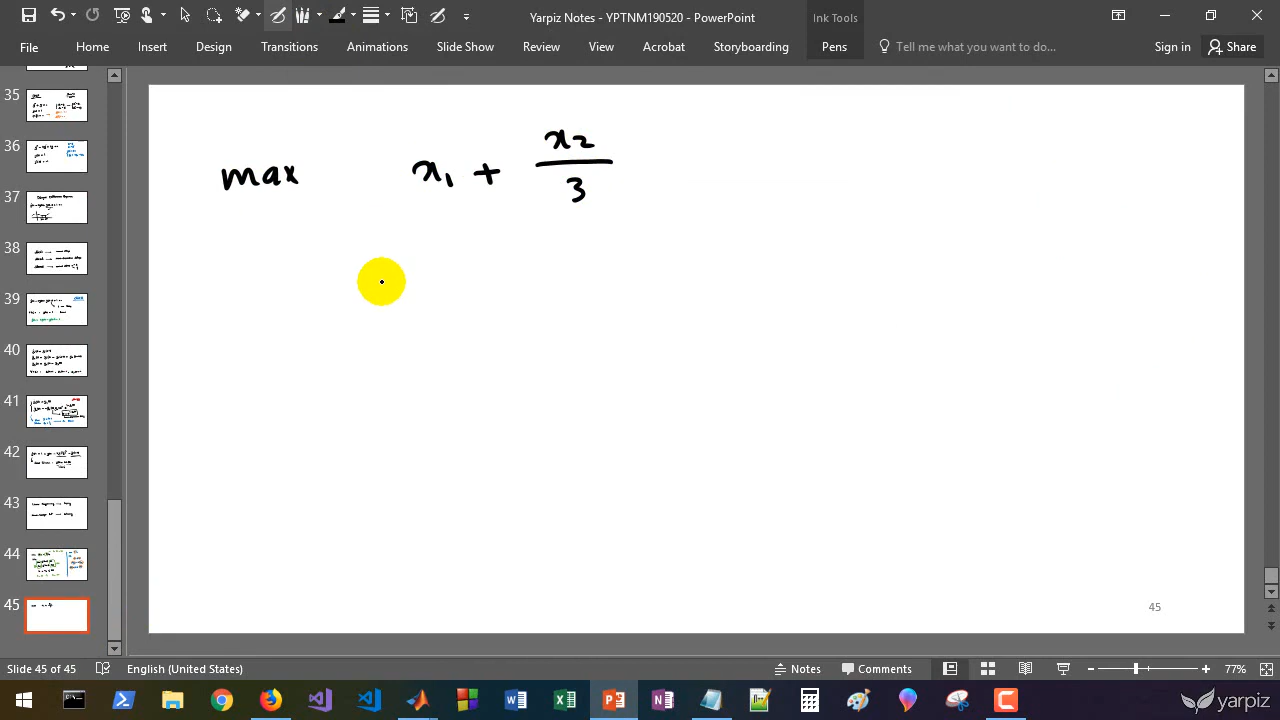 Yarpiz Notes - YPTNM190520 - PowerPoint
Ink Tools
File Home Insert Design Transitions Animations Slide Show Review View Acrobat Storyboarding Pens Tell me what you want to do... Sign in Share
35
36
37
38
39
40
41
42
43
44
45
max x₁ + x₂/3
45
Slide 45 of 45 English (United States) Notes Comments 77%
yarpiz